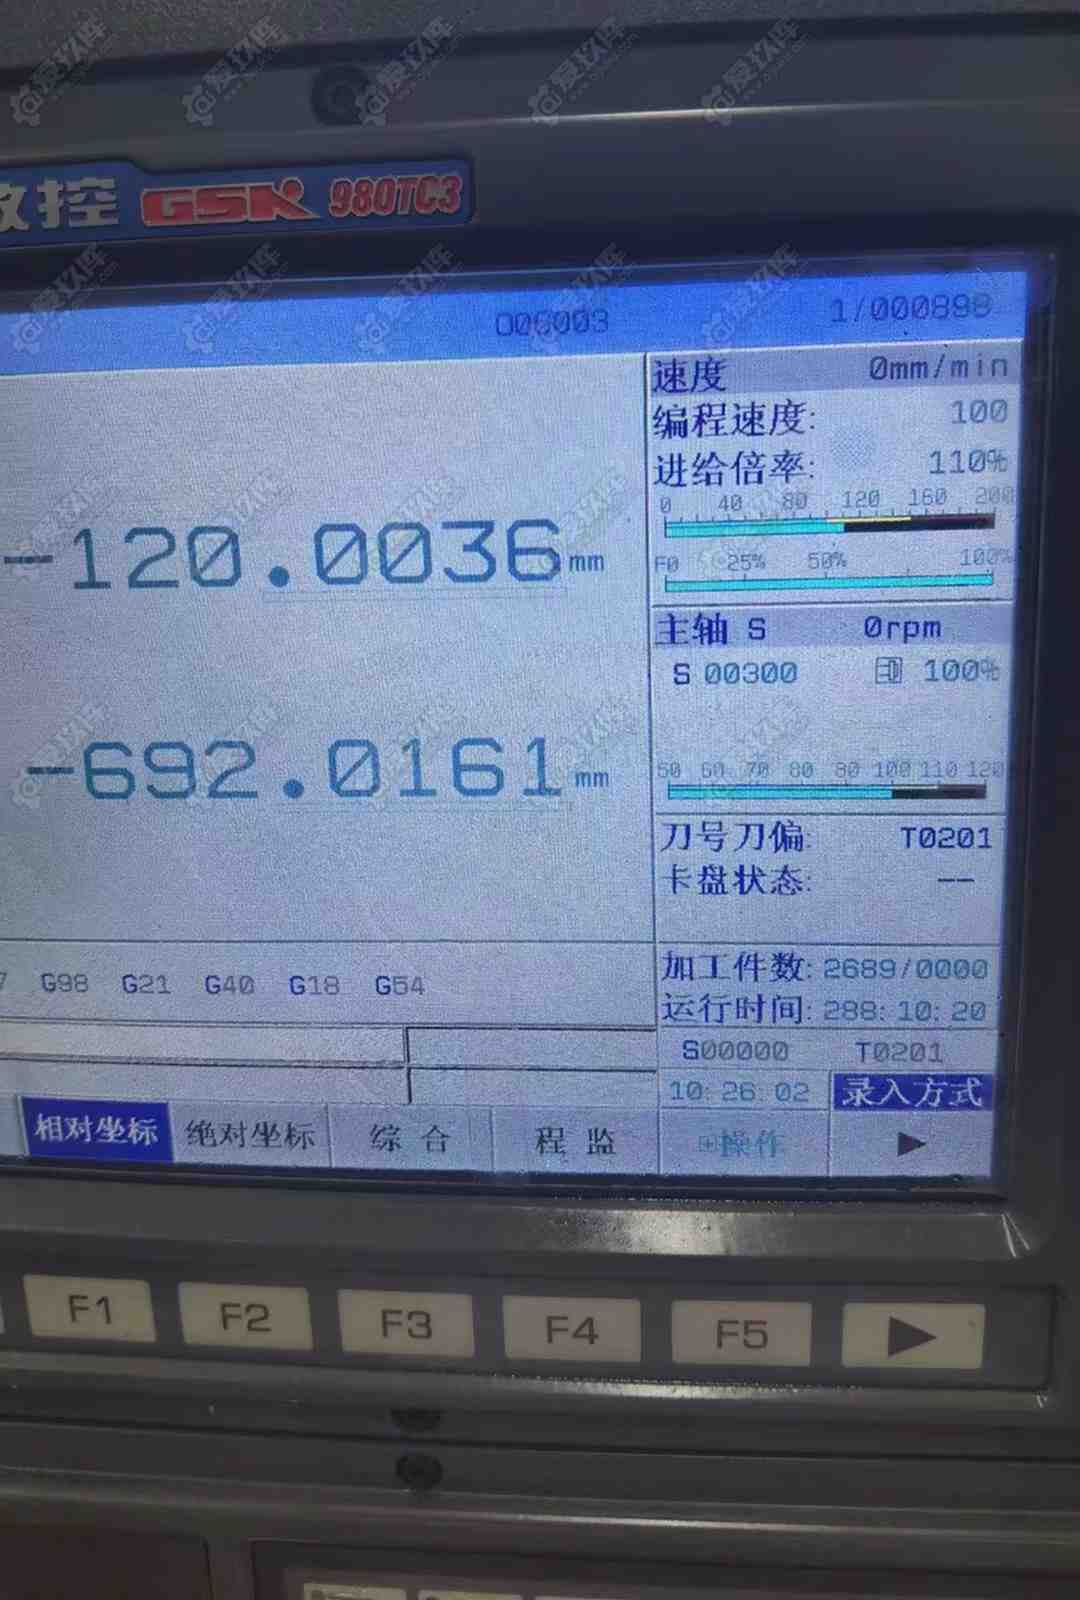 数控 GSK 980TC3
O06003 1/000898
速度 0mm/min
编程速度: 100
进给倍率: 110%
0 40 80 120 160 200
F0 25% 50% 100%
-120.0036 mm
主轴 S 0rpm
S 00300 100%
-692.0161 mm
50 60 70 80 90 100 110 120
刀号刀偏: T0201
卡盘状态: --
G98 G21 G40 G18 G54
加工件数: 2689/0000
运行时间: 288:10:20
S00000 T0201
10:26:02 录入方式
相对坐标 绝对坐标 综合 程监 操作
F1 F2 F3 F4 F5